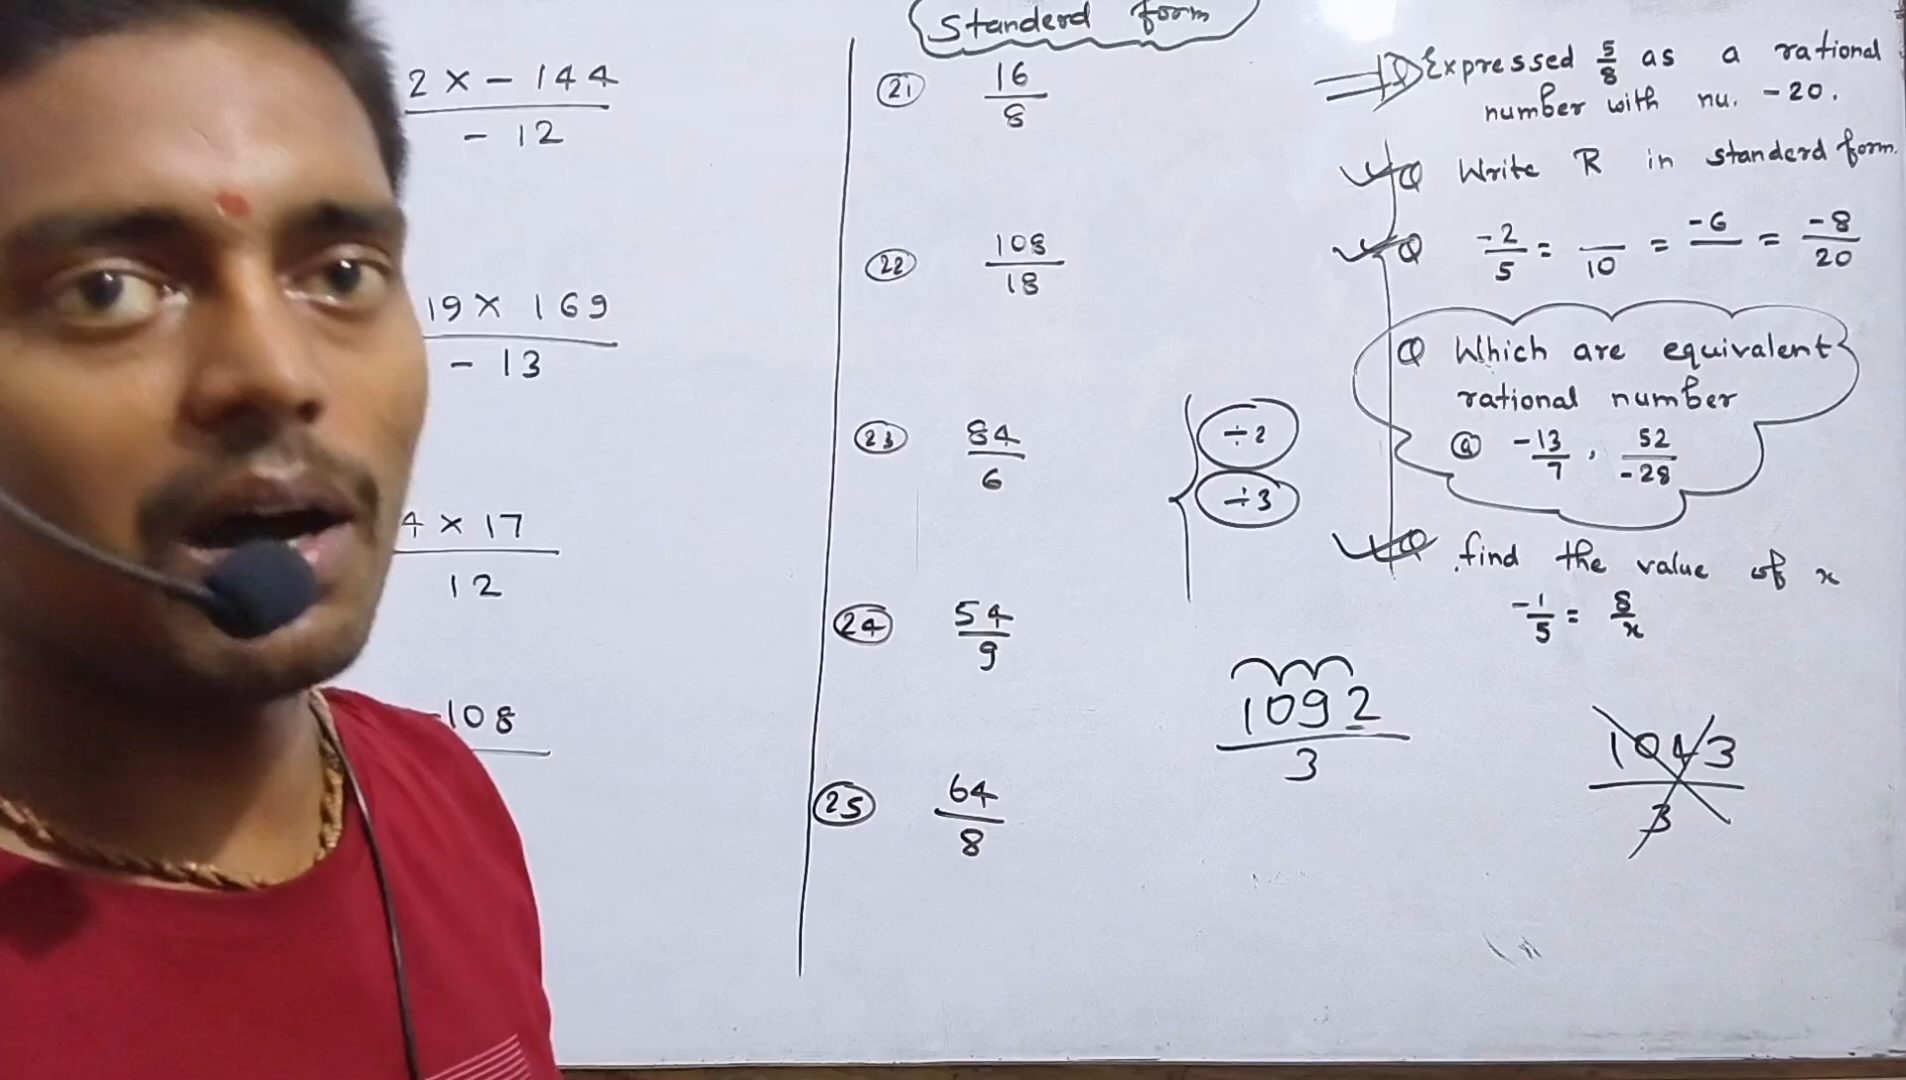 Standerd form
2 x - 144
- 12
19 x 169
- 13
4 x 17
12
-108
21 16/8
22 108/18
23 84/6
24 54/9
25 64/8
÷2
÷3
1092/3
1043/3
Q Expressed 5/8 as a rational
number with nu. -20.
Q Write R in standerd form.
Q -2/5 = /10 = -6/ = -8/20
Q Which are equivalent
rational number
@ -13/7 , 52/-28
Q find the value of x
-1/5 = 8/x